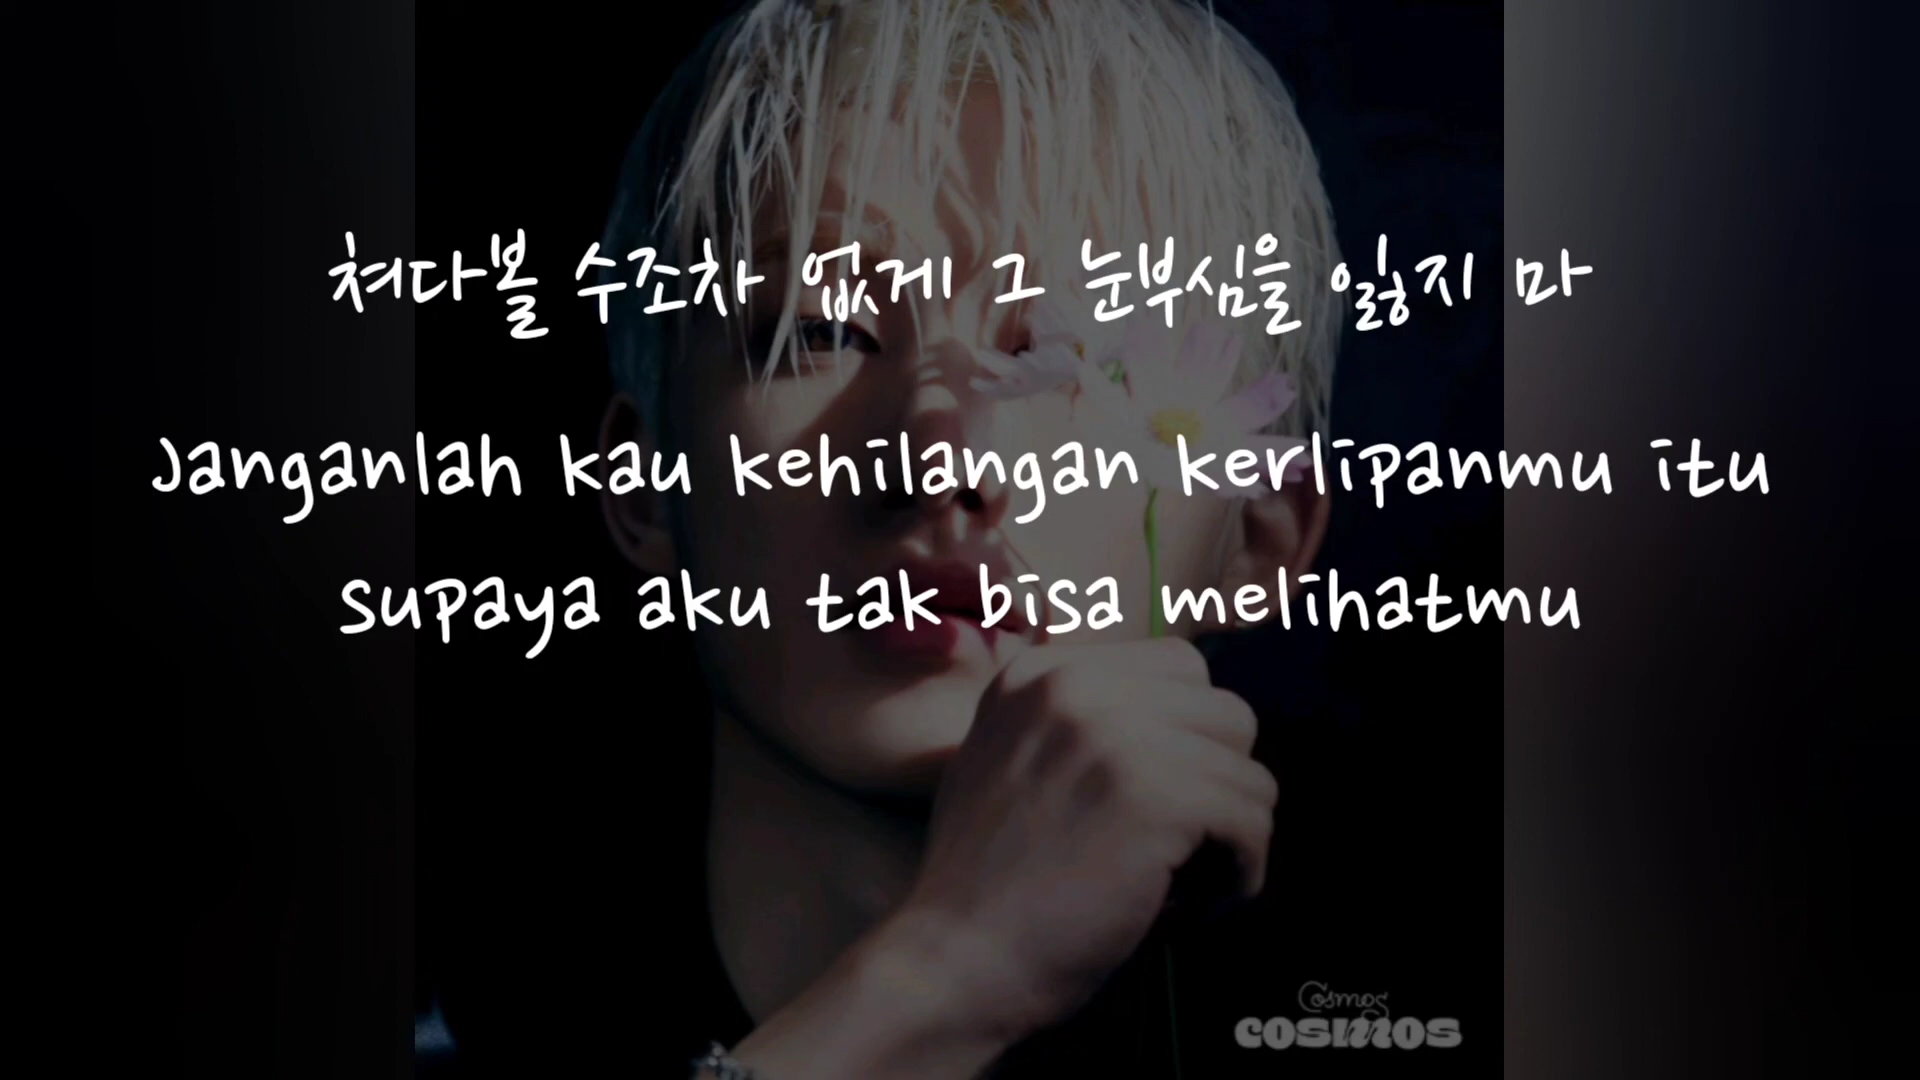 쳐다볼 수조차 없게 그 눈부심을 잃지 마
Janganlah kau kehilangan kerlipanmu itu
supaya aku tak bisa melihatmu
Cosmos
COSMOS